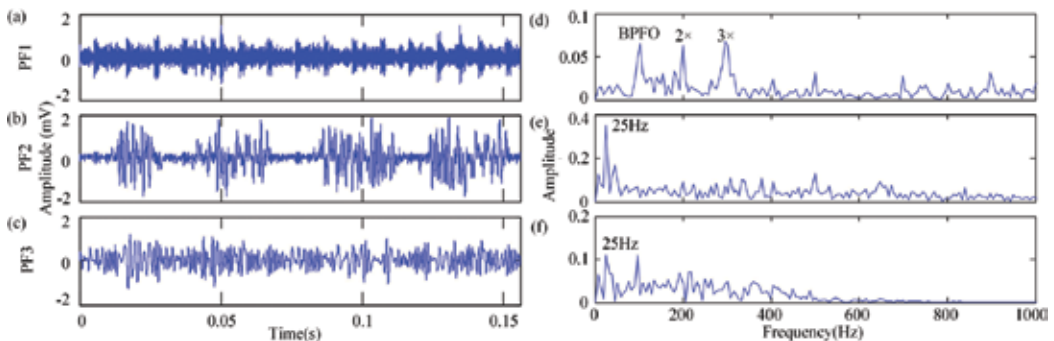 (a)
PF1
2
0
-2
(b)
PF2
2
0
-2
(c)
PF3
2
0
-2
Amplitude (mV)
0
0.05
0.1
0.15
Time(s)
(d)
0.1
0.05
0
BPFO
2×
3×
(e)
0.4
0.2
0
25Hz
(f)
0.2
0.1
0
25Hz
Amplitude
0
200
400
600
800
1000
Frequency(Hz)